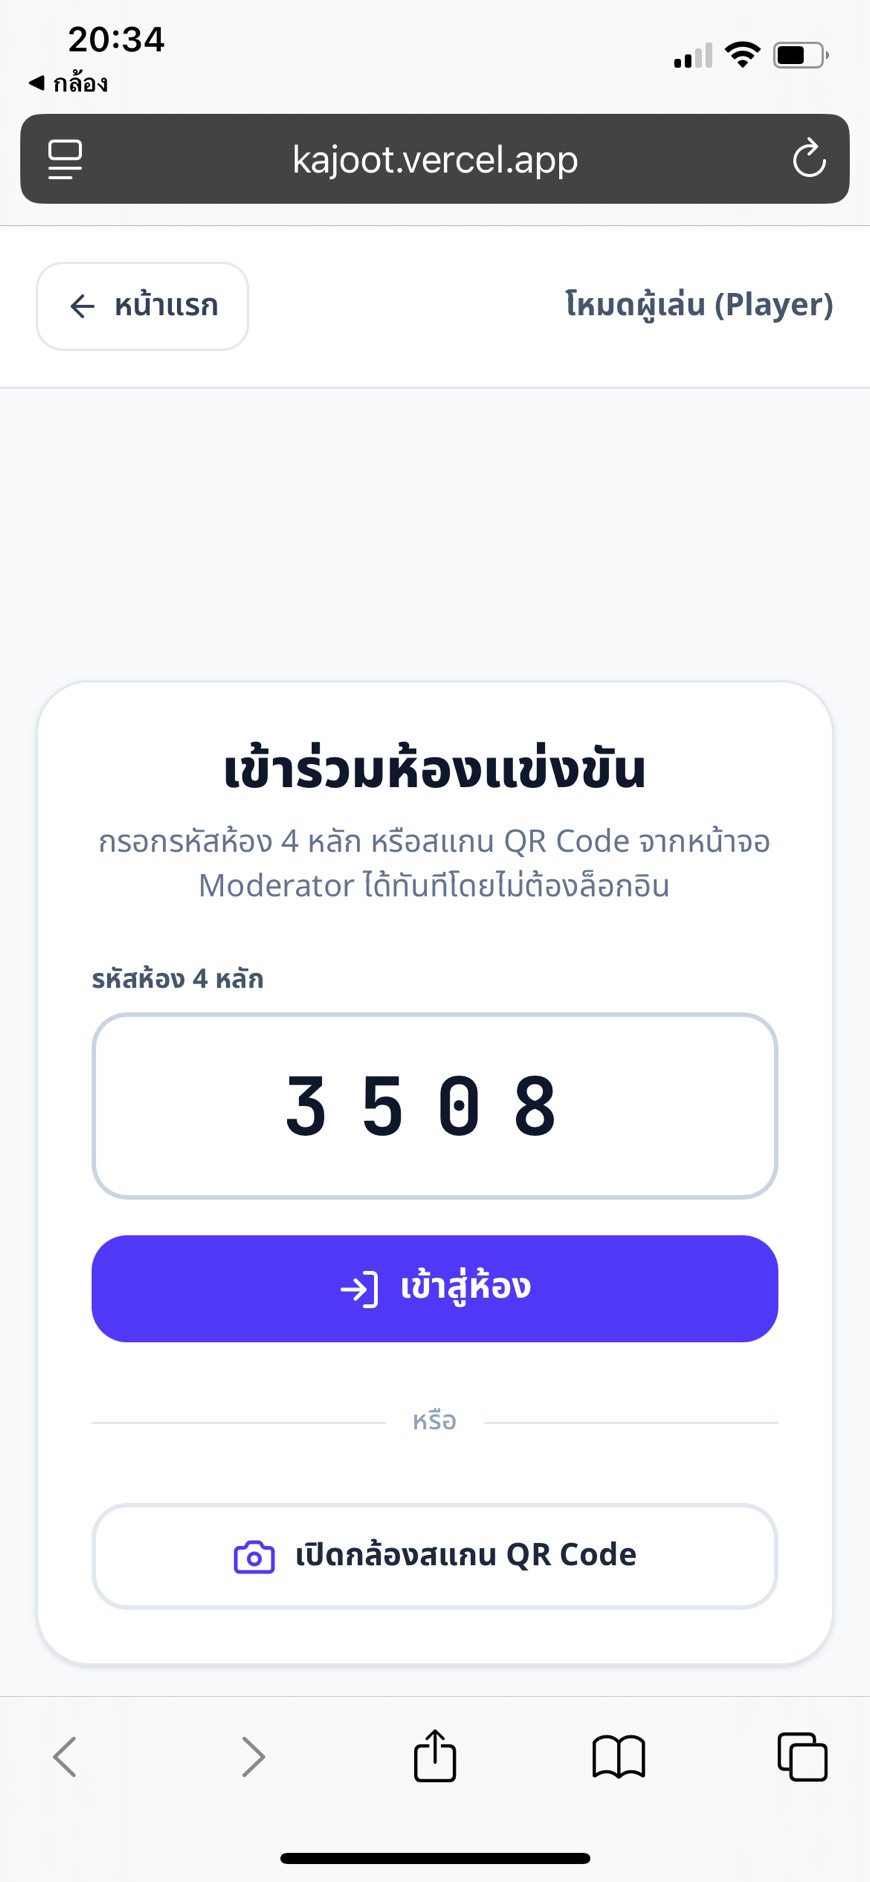 20:34
◀ กล้อง
kajoot.vercel.app
← หน้าแรก
โหมดผู้เล่น (Player)
เข้าร่วมห้องแข่งขัน
กรอกรหัสห้อง 4 หลัก หรือสแกน QR Code จากหน้าจอ
Moderator ได้ทันทีโดยไม่ต้องล็อกอิน
รหัสห้อง 4 หลัก
3508
เข้าสู่ห้อง
หรือ
เปิดกล้องสแกน QR Code